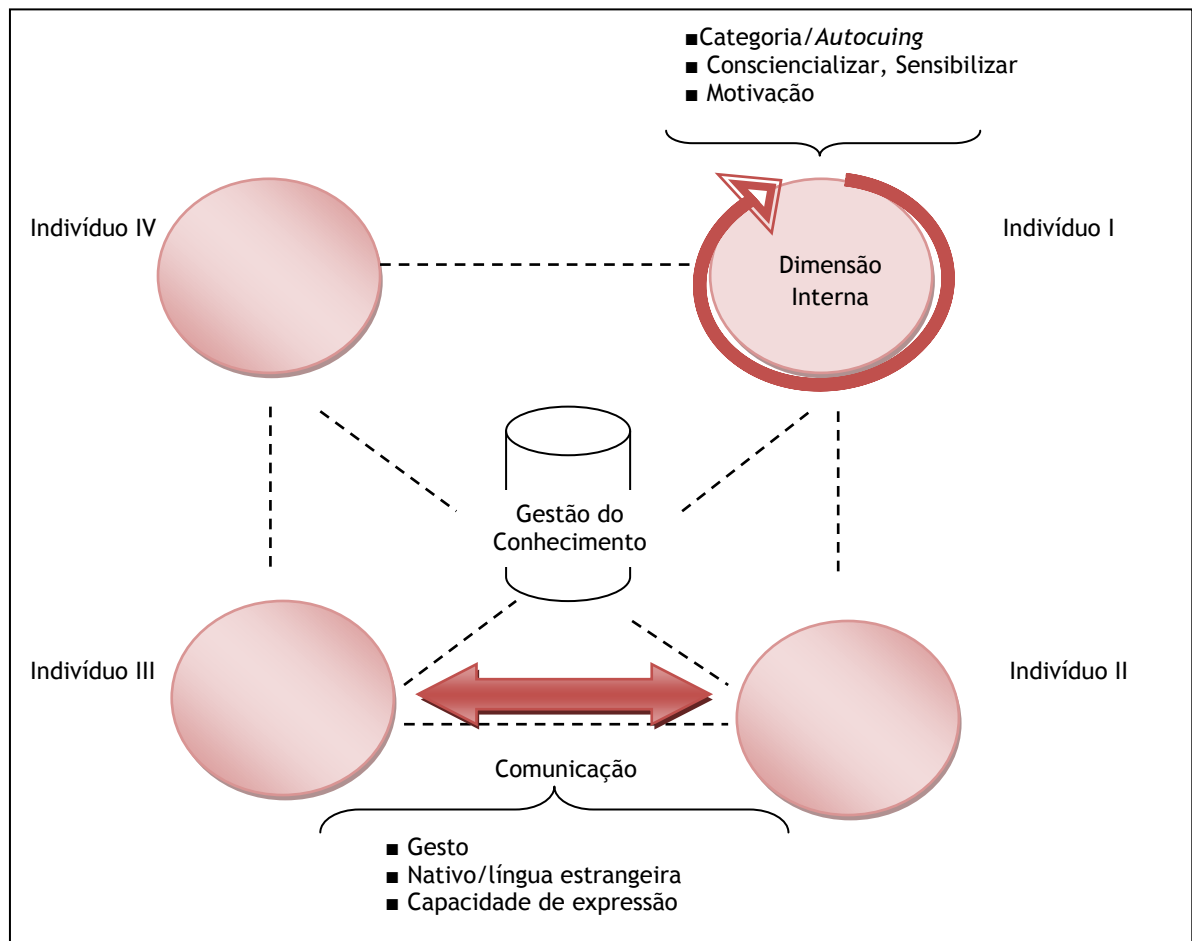 ■Categoria/Autocuing
■ Consciencializar, Sensibilizar
■ Motivação
Indivíduo IV
Indivíduo I
Dimensão
Interna
Gestão do
Conhecimento
Indivíduo III
Indivíduo II
Comunicação
■ Gesto
■ Nativo/língua estrangeira
■ Capacidade de expressão